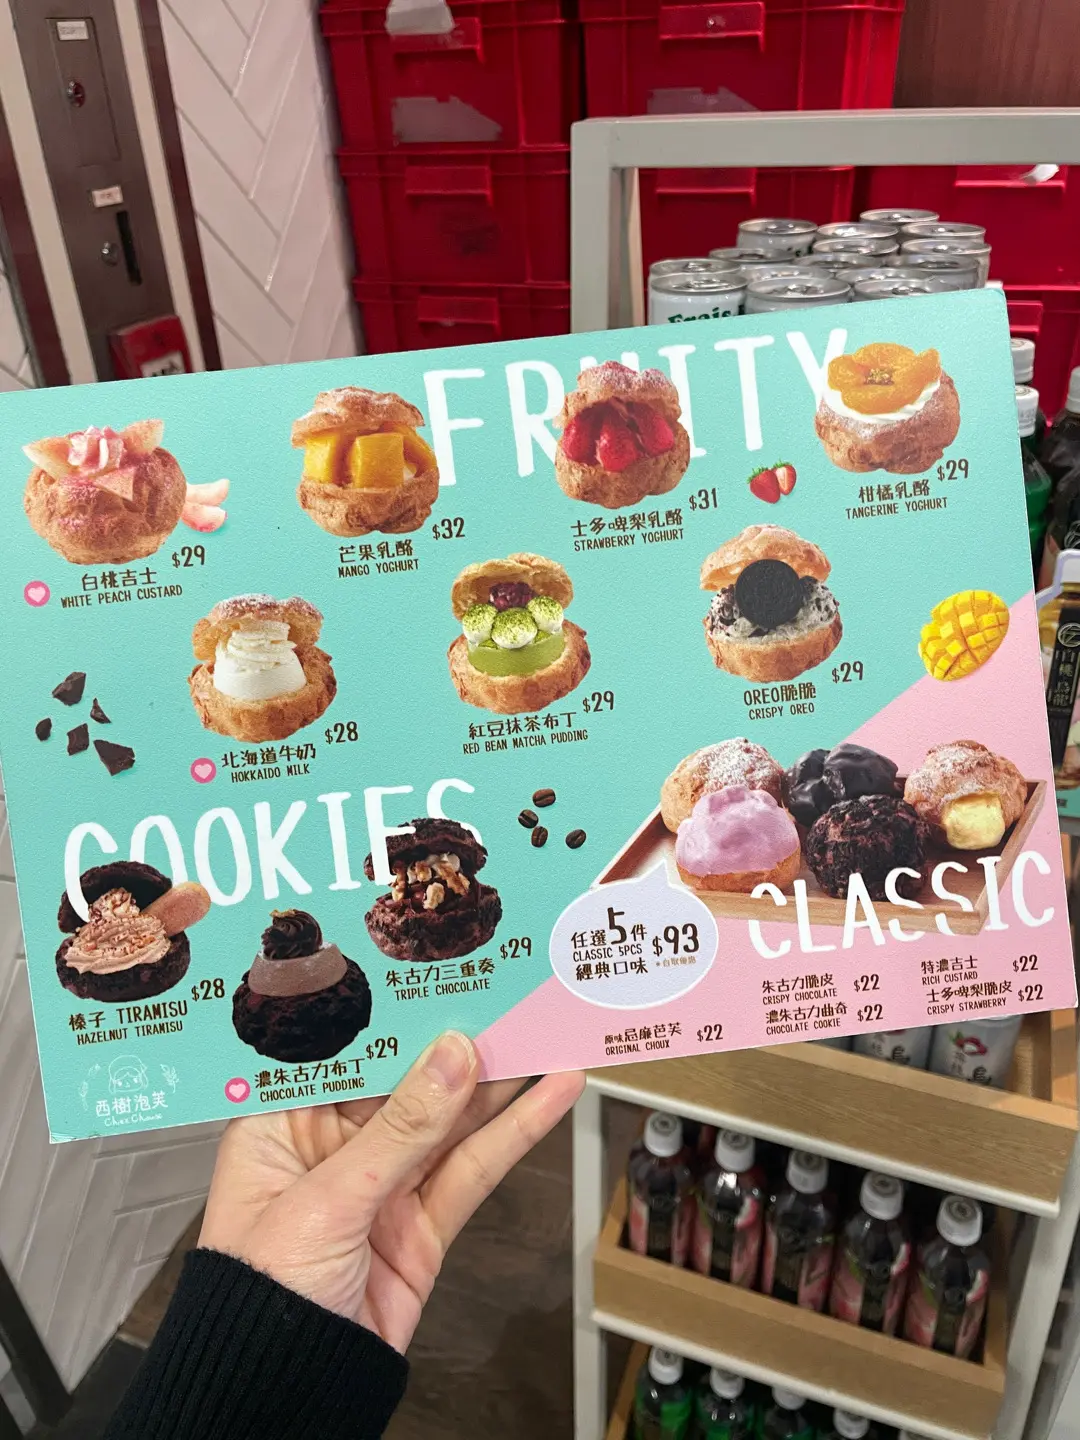 Frais
FRUITY
$29
白桃吉士
WHITE PEACH CUSTARD
$32
芒果乳酪
MANGO YOGHURT
$31
士多啤梨乳酪
STRAWBERRY YOGHURT
$29
柑橘乳酪
TANGERINE YOGHURT
$28
北海道牛奶
HOKKAIDO MILK
$29
紅豆抹茶布丁
RED BEAN MATCHA PUDDING
$29
OREO脆脆
CRISPY OREO
COOKIES
$28
榛子 TIRAMISU
HAZELNUT TIRAMISU
$29
濃朱古力布丁
CHOCOLATE PUDDING
$29
朱古力三重奏
TRIPLE CHOCOLATE
CLASSIC
任選5件 $93
CLASSIC 5PCS
經典口味
原味忌廉芭芙 $22
ORIGINAL CHOUX
朱古力脆皮 $22
CRISPY CHOCOLATE
濃朱古力曲奇 $22
CHOCOLATE COOKIE
特濃吉士 $22
RICH CUSTARD
士多啤梨脆皮 $22
CRISPY STRAWBERRY
西樹泡芙
Chez Choux